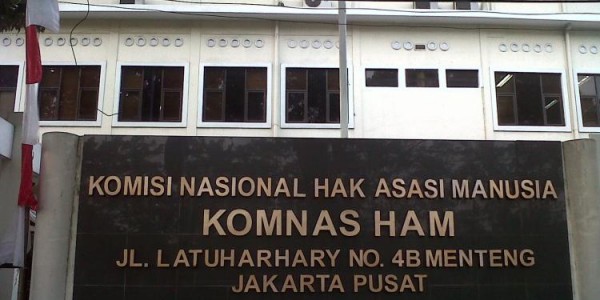 KOMISI NASIONAL HAK ASASI MANUSIA
KOMNAS HAM
JL. LATUHARHARY NO. 4B MENTENG
JAKARTA PUSAT